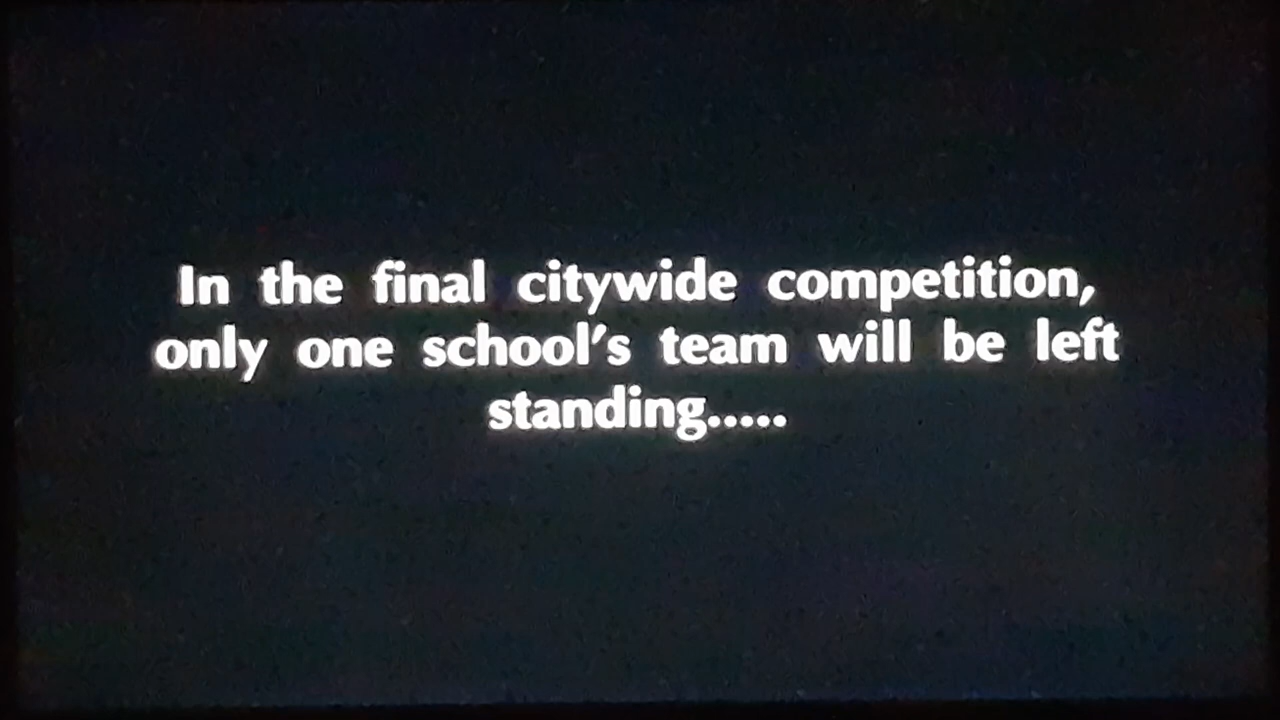 In the final citywide competition,
only one school's team will be left
standing.....